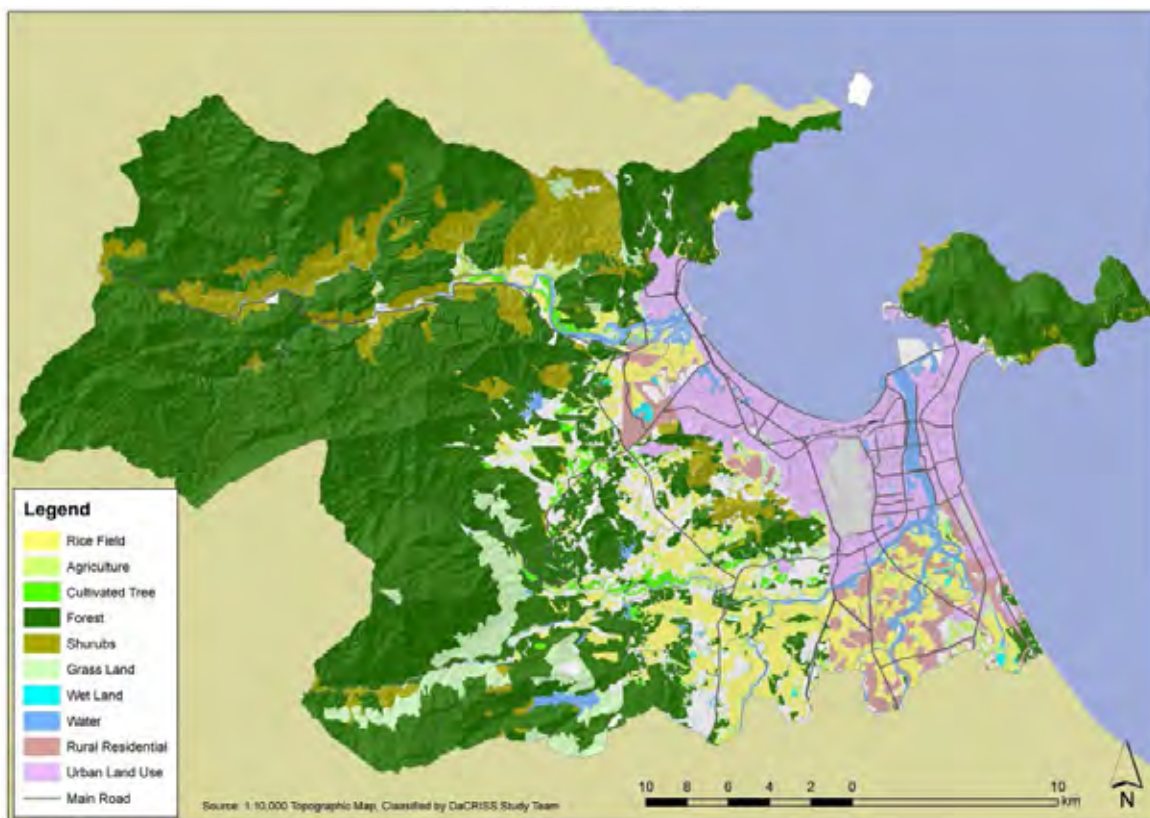 Legend
Rice Field
Agriculture
Cultivated Tree
Forest
Shurubs
Grass Land
Wet Land
Water
Rural Residential
Urban Land Use
Main Road
Source: 1:10,000 Topographic Map, Classified by DaCRISS Study Team
10 8 6 4 2 0 10
km
N